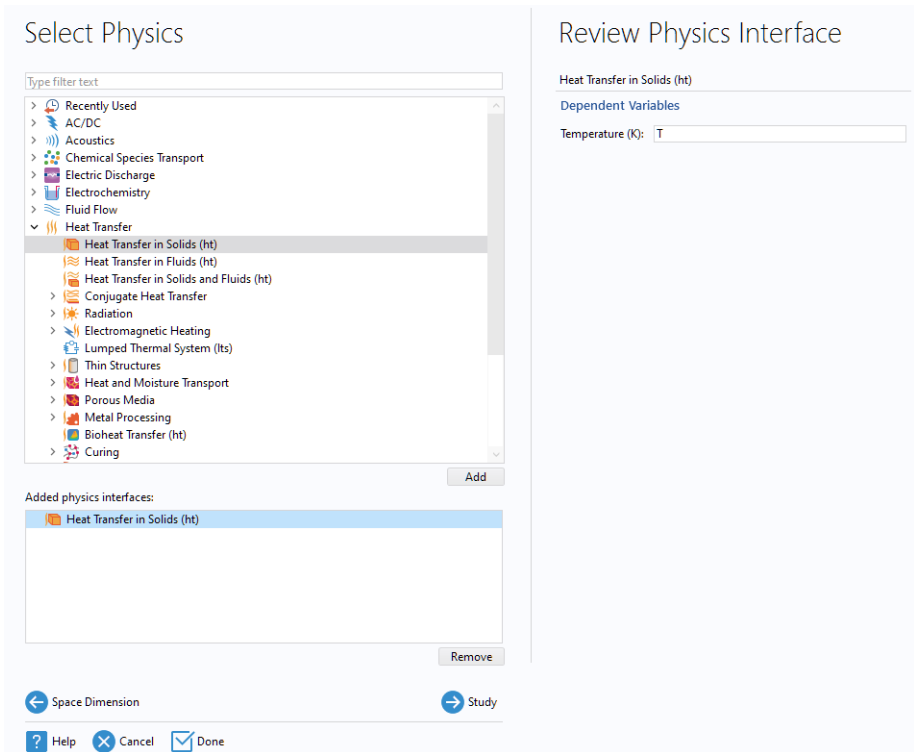 Select Physics
Type filter text
Recently Used
AC/DC
Acoustics
Chemical Species Transport
Electric Discharge
Electrochemistry
Fluid Flow
Heat Transfer
Heat Transfer in Solids (ht)
Heat Transfer in Fluids (ht)
Heat Transfer in Solids and Fluids (ht)
Conjugate Heat Transfer
Radiation
Electromagnetic Heating
Lumped Thermal System (lts)
Thin Structures
Heat and Moisture Transport
Porous Media
Metal Processing
Bioheat Transfer (ht)
Curing
Add
Added physics interfaces:
Heat Transfer in Solids (ht)
Remove
Space Dimension
Study
? Help
Cancel
Done
Review Physics Interface
Heat Transfer in Solids (ht)
Dependent Variables
Temperature (K): T